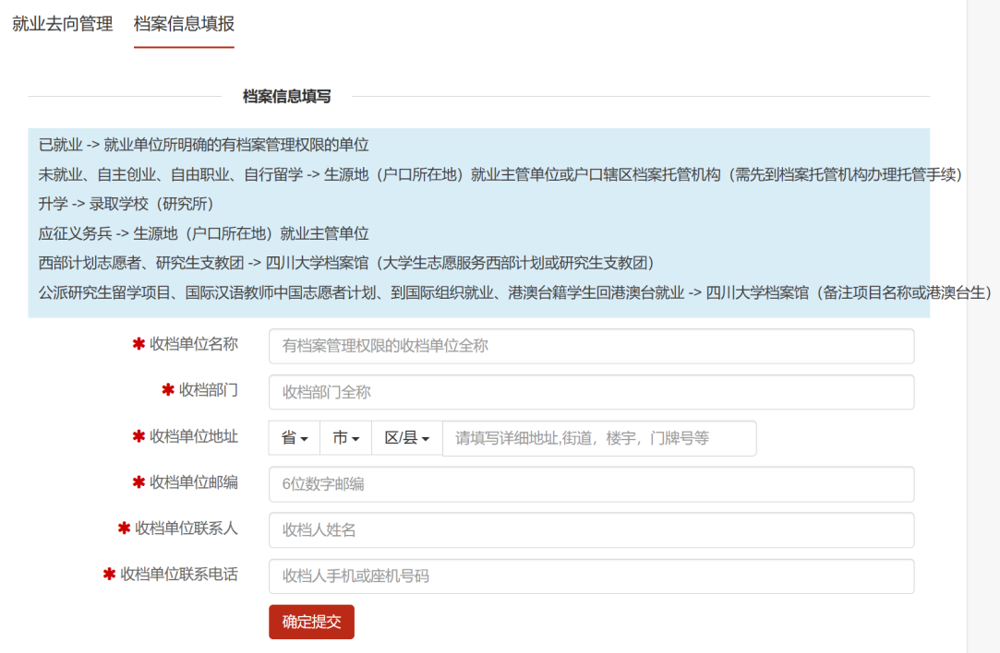 就业去向管理 档案信息填报
档案信息填写
已就业 -> 就业单位所明确的有档案管理权限的单位
未就业、自主创业、自由职业、自行留学 -> 生源地（户口所在地）就业主管单位或户口辖区档案托管机构（需先到档案托管机构办理托管手续）
升学 -> 录取学校（研究所）
应征义务兵 -> 生源地（户口所在地）就业主管单位
西部计划志愿者、研究生支教团 -> 四川大学档案馆（大学生志愿服务西部计划或研究生支教团）
公派研究生留学项目、国际汉语教师中国志愿者计划、到国际组织就业、港澳台籍学生回港澳台就业 -> 四川大学档案馆（备注项目名称或港澳台生）
✱ 收档单位名称 有档案管理权限的收档单位全称
✱ 收档部门 收档部门全称
✱ 收档单位地址 省 市 区/县 请填写详细地址,街道，楼宇，门牌号等
✱ 收档单位邮编 6位数字邮编
✱ 收档单位联系人 收档人姓名
✱ 收档单位联系电话 收档人手机或座机号码
确定提交